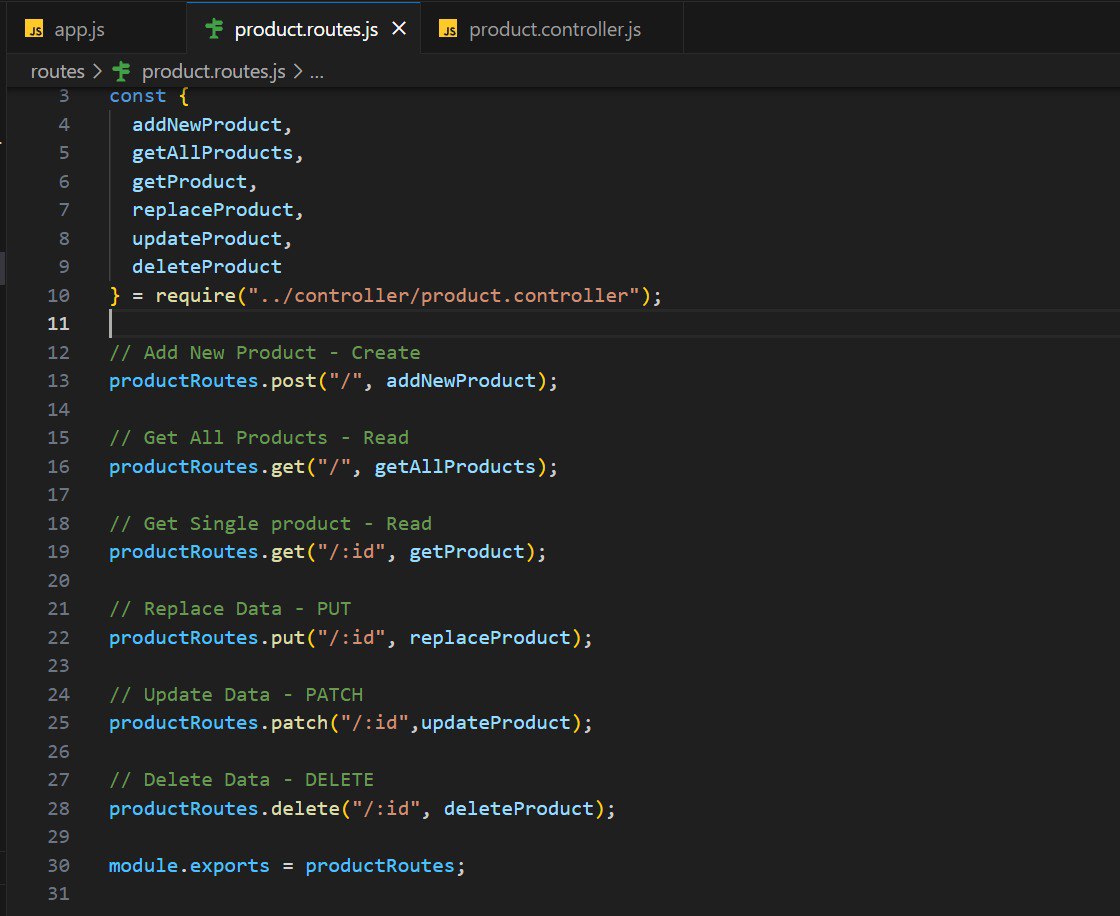 JS app.js product.routes.js × JS product.controller.js
routes > product.routes.js > ...
3 const {
4 addNewProduct,
5 getAllProducts,
6 getProduct,
7 replaceProduct,
8 updateProduct,
9 deleteProduct
10 } = require("../controller/product.controller");
11
12 // Add New Product - Create
13 productRoutes.post("/", addNewProduct);
14
15 // Get All Products - Read
16 productRoutes.get("/", getAllProducts);
17
18 // Get Single product - Read
19 productRoutes.get("/:id", getProduct);
20
21 // Replace Data - PUT
22 productRoutes.put("/:id", replaceProduct);
23
24 // Update Data - PATCH
25 productRoutes.patch("/:id",updateProduct);
26
27 // Delete Data - DELETE
28 productRoutes.delete("/:id", deleteProduct);
29
30 module.exports = productRoutes;
31